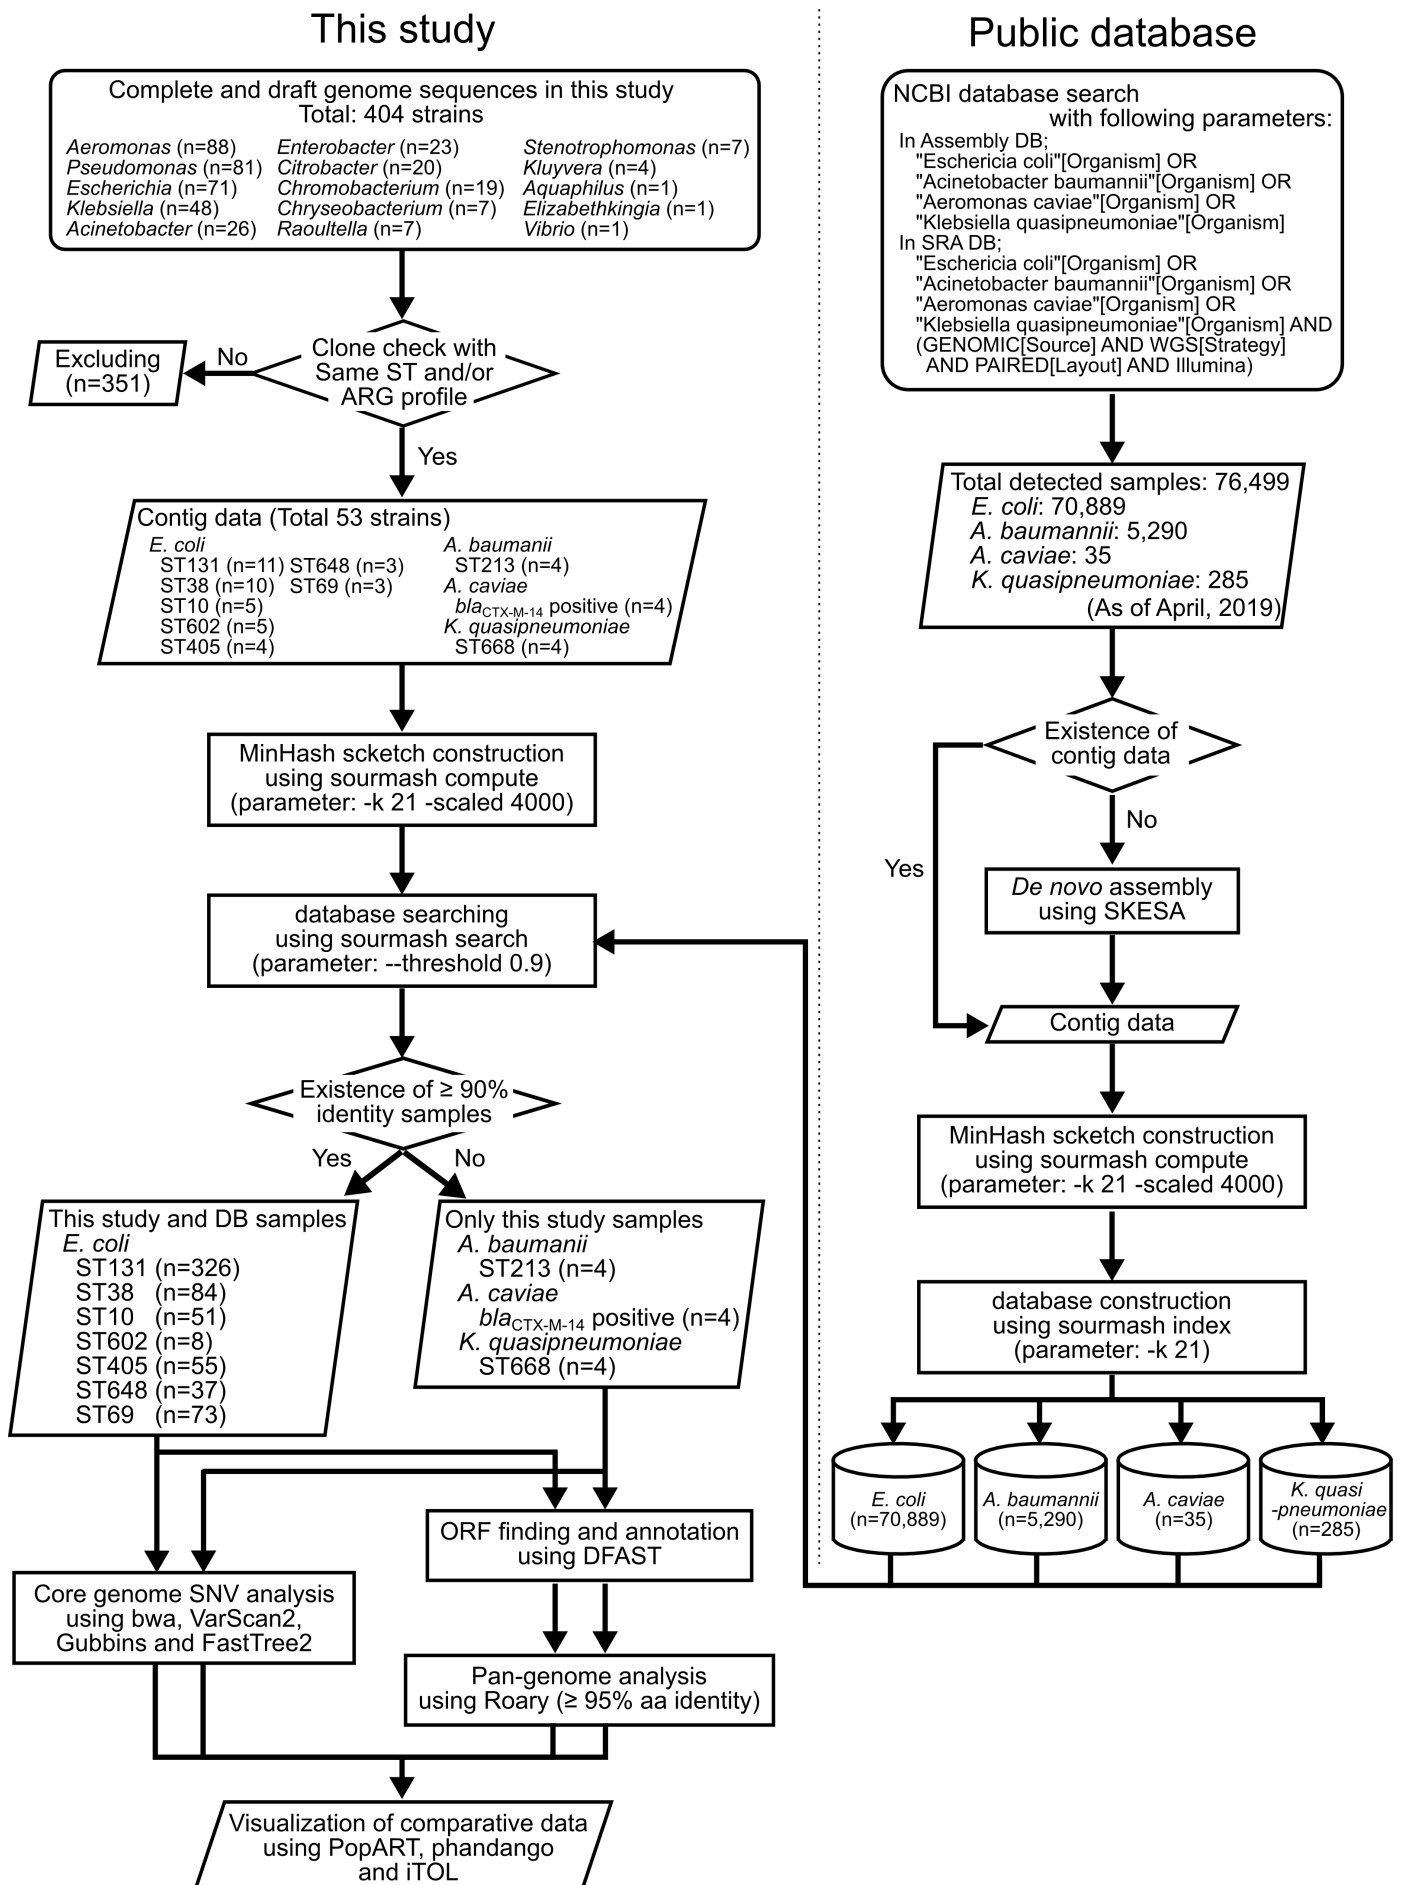 This study
Complete and draft genome sequences in this study
Total: 404 strains
Aeromonas (n=88)
Pseudomonas (n=81)
Escherichia (n=71)
Klebsiella (n=48)
Acinetobacter (n=26)
Enterobacter (n=23)
Citrobacter (n=20)
Chromobacterium (n=19)
Chryseobacterium (n=7)
Raoultella (n=7)
Stenotrophomonas (n=7)
Kluyvera (n=4)
Aquaphilus (n=1)
Elizabethkingia (n=1)
Vibrio (n=1)
Clone check with
Same ST and/or
ARG profile
No
Excluding
(n=351)
Yes
Contig data (Total 53 strains)
E. coli
ST131 (n=11) ST648 (n=3)
ST38 (n=10) ST69 (n=3)
ST10 (n=5)
ST602 (n=5)
ST405 (n=4)
A. baumanii
ST213 (n=4)
A. caviae
blaCTX-M-14 positive (n=4)
K. quasipneumoniae
ST668 (n=4)
MinHash scketch construction
using sourmash compute
(parameter: -k 21 -scaled 4000)
database searching
using sourmash search
(parameter: --threshold 0.9)
Existence of ≥ 90%
identity samples
Yes
No
This study and DB samples
E. coli
ST131 (n=326)
ST38 (n=84)
ST10 (n=51)
ST602 (n=8)
ST405 (n=55)
ST648 (n=37)
ST69 (n=73)
Only this study samples
A. baumanii
ST213 (n=4)
A. caviae
blaCTX-M-14 positive (n=4)
K. quasipneumoniae
ST668 (n=4)
ORF finding and annotation
using DFAST
Core genome SNV analysis
using bwa, VarScan2,
Gubbins and FastTree2
Pan-genome analysis
using Roary (≥ 95% aa identity)
Visualization of comparative data
using PopART, phandango
and iTOL
Public database
NCBI database search
with following parameters:
In Assembly DB;
"Eschericia coli"[Organism] OR
"Acinetobacter baumannii"[Organism] OR
"Aeromonas caviae"[Organism] OR
"Klebsiella quasipneumoniae"[Organism]
In SRA DB;
"Eschericia coli"[Organism] OR
"Acinetobacter baumannii"[Organism] OR
"Aeromonas caviae"[Organism] OR
"Klebsiella quasipneumoniae"[Organism] AND
(GENOMIC[Source] AND WGS[Strategy]
AND PAIRED[Layout] AND Illumina)
Total detected samples: 76,499
E. coli: 70,889
A. baumannii: 5,290
A. caviae: 35
K. quasipneumoniae: 285
(As of April, 2019)
Existence of
contig data
No
Yes
De novo assembly
using SKESA
Contig data
MinHash scketch construction
using sourmash compute
(parameter: -k 21 -scaled 4000)
database construction
using sourmash index
(parameter: -k 21)
E. coli
(n=70,889)
A. baumannii
(n=5,290)
A. caviae
(n=35)
K. quasi
-pneumoniae
(n=285)